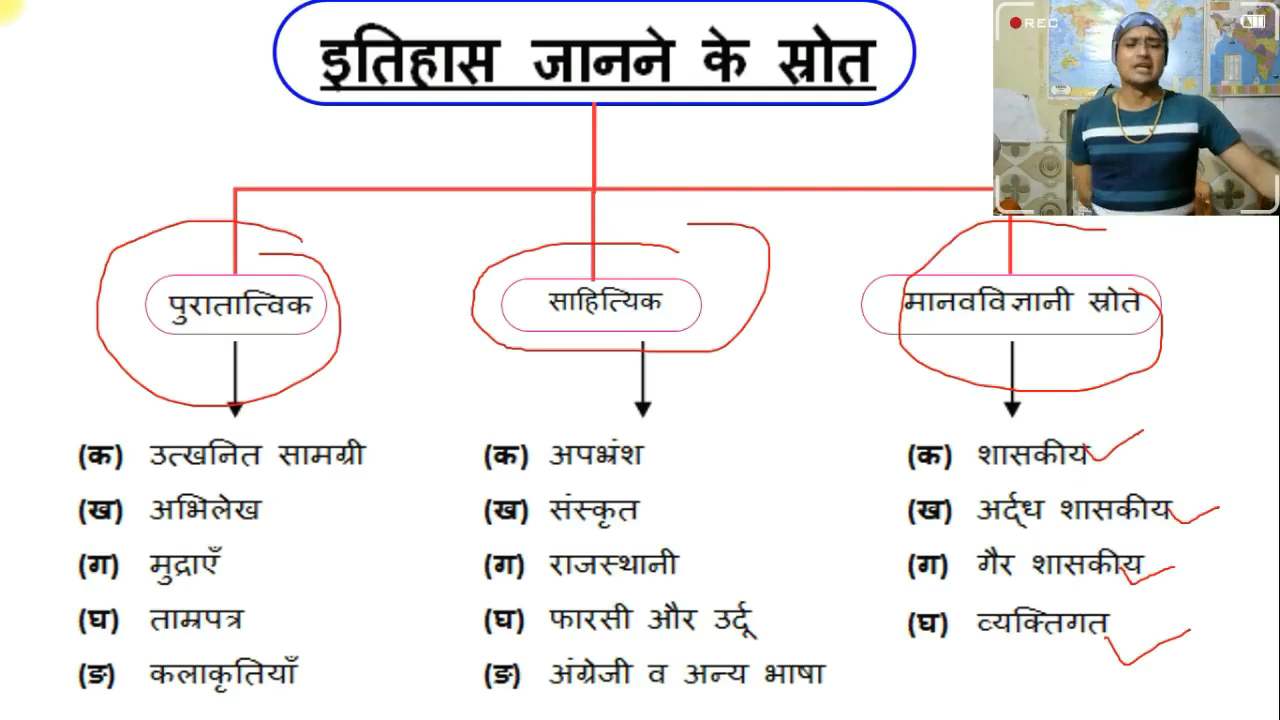 इतिहास जानने के स्रोत
REC
पुरातात्विक
साहित्यिक
मानवविज्ञानी स्रोत
(क) उत्खनित सामग्री
(ख) अभिलेख
(ग) मुद्राएँ
(घ) ताम्रपत्र
(ङ) कलाकृतियाँ
(क) अपभ्रंश
(ख) संस्कृत
(ग) राजस्थानी
(घ) फारसी और उर्दू
(ङ) अंग्रेजी व अन्य भाषा
(क) शासकीय
(ख) अर्द्ध शासकीय
(ग) गैर शासकीय
(घ) व्यक्तिगत